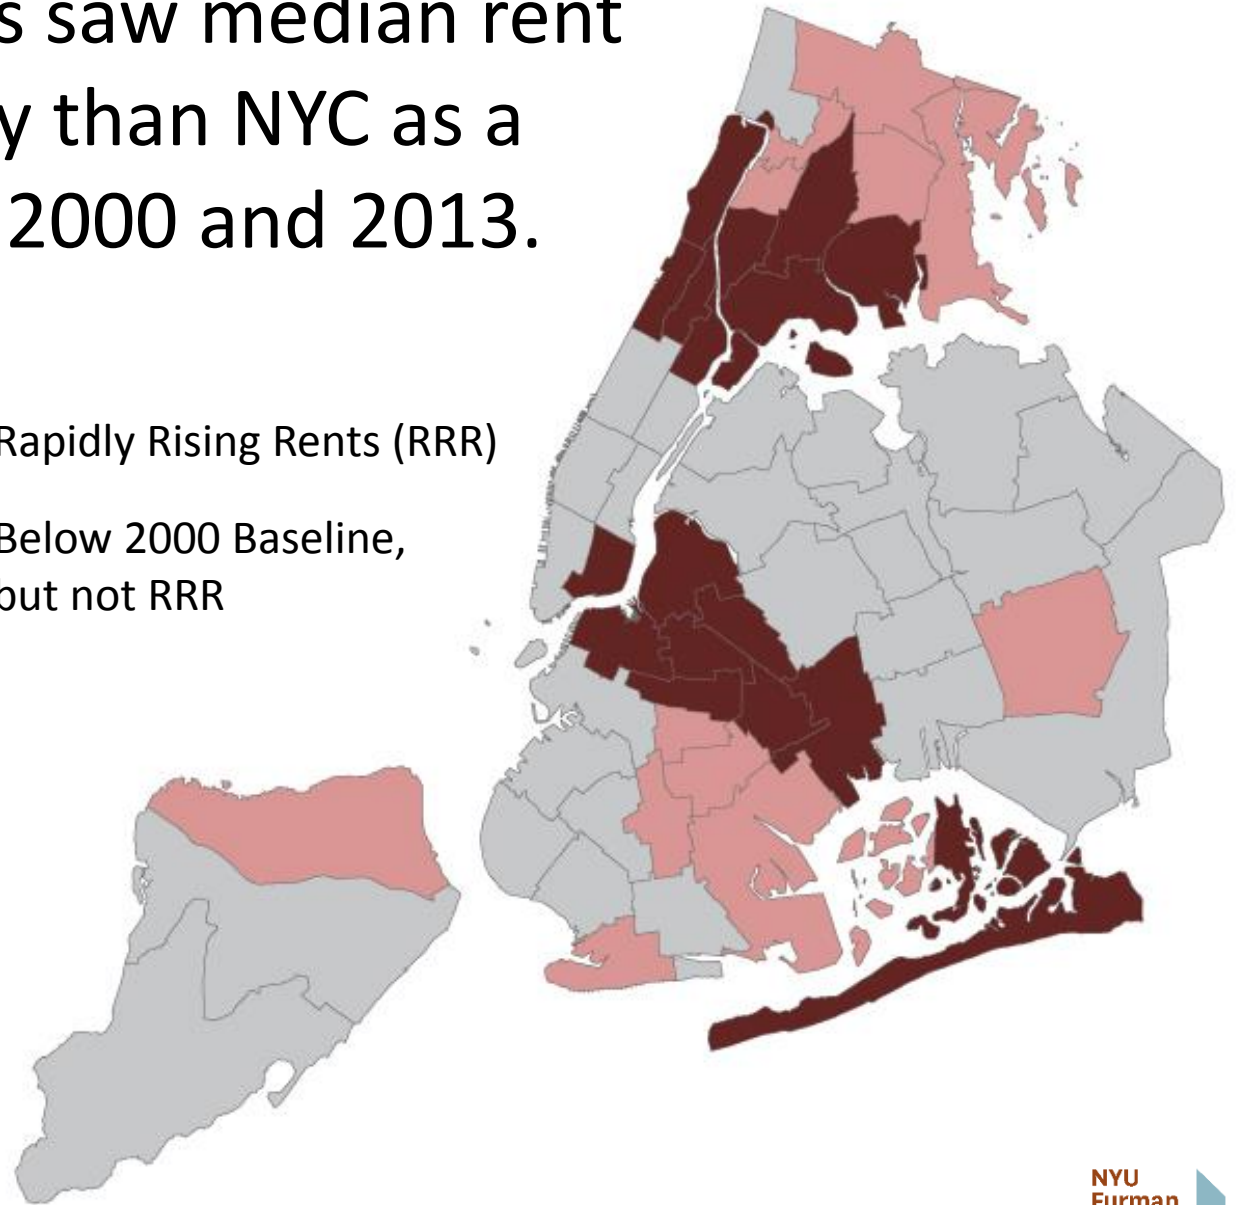 s saw median rent
y than NYC as a
2000 and 2013.
Rapidly Rising Rents (RRR)
Below 2000 Baseline,
but not RRR
NYU
Furman